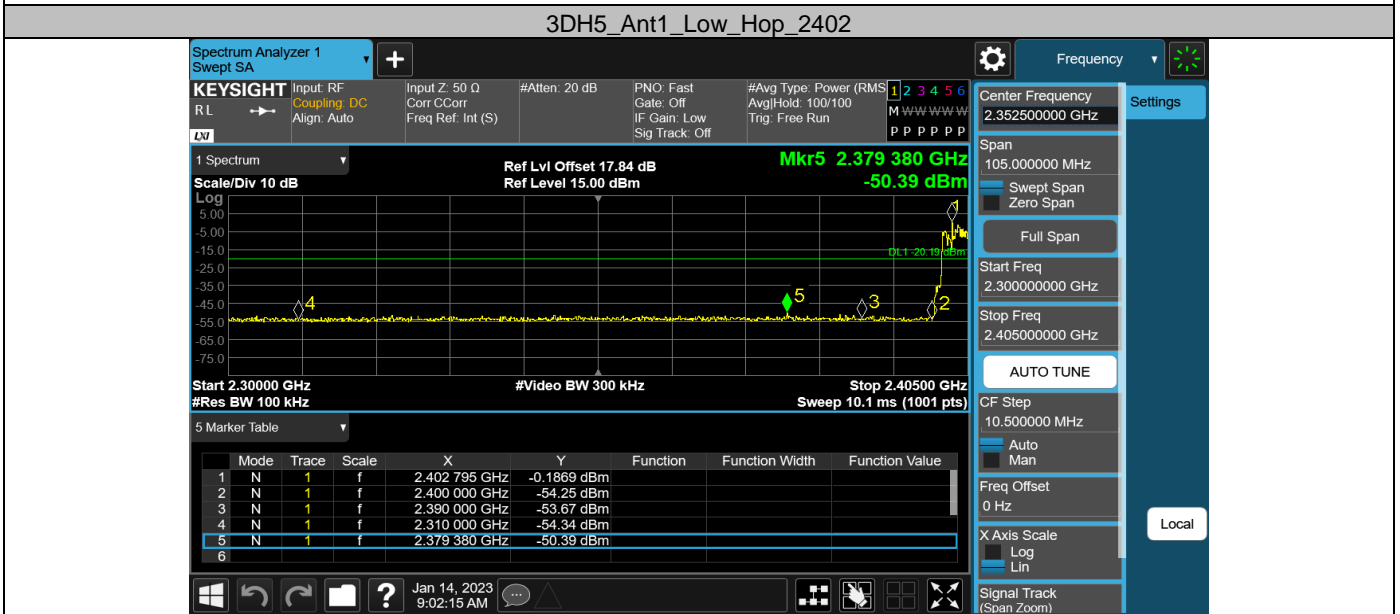 3DH5_Ant1_Low_Hop_2402
Spectrum Analyzer 1
Swept SA
Frequency
KEYSIGHT
RL
LXI
Input: RF
Coupling: DC
Align: Auto
Input Z: 50 Ω
Corr CCorr
Freq Ref: Int (S)
#Atten: 20 dB
PNO: Fast
Gate: Off
IF Gain: Low
Sig Track: Off
#Avg Type: Power (RMS
Avg|Hold: 100/100
Trig: Free Run
1 2 3 4 5 6
M W W W W W
P P P P P P
1 Spectrum
Scale/Div 10 dB
Ref Lvl Offset 17.84 dB
Ref Level 15.00 dBm
Mkr5 2.379 380 GHz
-50.39 dBm
Log
5.00
-5.00
-15.0
-25.0
-35.0
-45.0
-55.0
-65.0
-75.0
DL1 -20.19 dBm
1
4
5
3
2
Start 2.30000 GHz
#Video BW 300 kHz
Stop 2.40500 GHz
#Res BW 100 kHz
Sweep 10.1 ms (1001 pts)
5 Marker Table
Mode Trace Scale X Y Function Function Width Function Value
1 N 1 f 2.402 795 GHz -0.1869 dBm
2 N 1 f 2.400 000 GHz -54.25 dBm
3 N 1 f 2.390 000 GHz -53.67 dBm
4 N 1 f 2.310 000 GHz -54.34 dBm
5 N 1 f 2.379 380 GHz -50.39 dBm
6
Jan 14, 2023
9:02:15 AM
?
Center Frequency
2.352500000 GHz
Settings
Span
105.000000 MHz
Swept Span
Zero Span
Full Span
Start Freq
2.300000000 GHz
Stop Freq
2.405000000 GHz
AUTO TUNE
CF Step
10.500000 MHz
Auto
Man
Freq Offset
0 Hz
X Axis Scale
Log
Lin
Local
Signal Track
(Span Zoom)